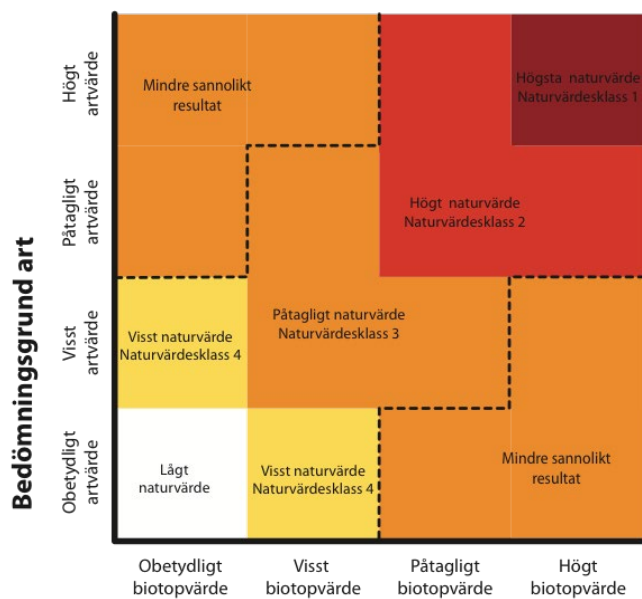 Bedömningsgrund art
Högt
artvärde
Påtagligt
artvärde
Visst
artvärde
Obetydligt
artvärde
Mindre sannolikt
resultat
Högsta naturvärde
Naturvärdesklass 1
Högt naturvärde
Naturvärdesklass 2
Påtagligt naturvärde
Naturvärdesklass 3
Visst naturvärde
Naturvärdesklass 4
Lågt
naturvärde
Visst naturvärde
Naturvärdesklass 4
Mindre sannolikt
resultat
Obetydligt
biotopvärde
Visst
biotopvärde
Påtagligt
biotopvärde
Högt
biotopvärde